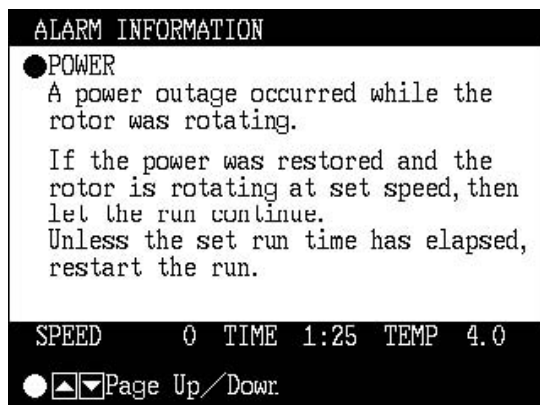 ALARM INFORMATION
●POWER
A power outage occurred while the
rotor was rotating.
If the power was restored and the
rotor is rotating at set speed, then
let the run continue.
Unless the set run time has elapsed,
restart the run.
SPEED 0 TIME 1:25 TEMP 4.0
●▲▼Page Up/Down